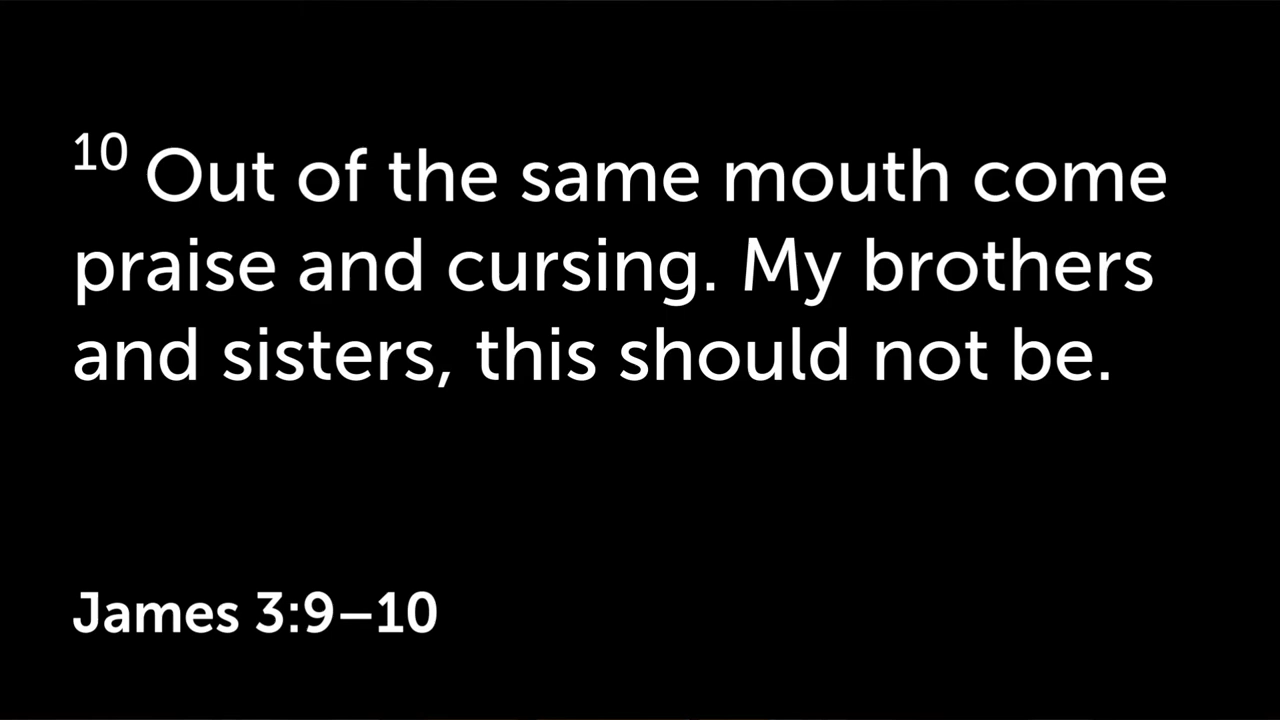 10 Out of the same mouth come
praise and cursing. My brothers
and sisters, this should not be.
James 3:9–10